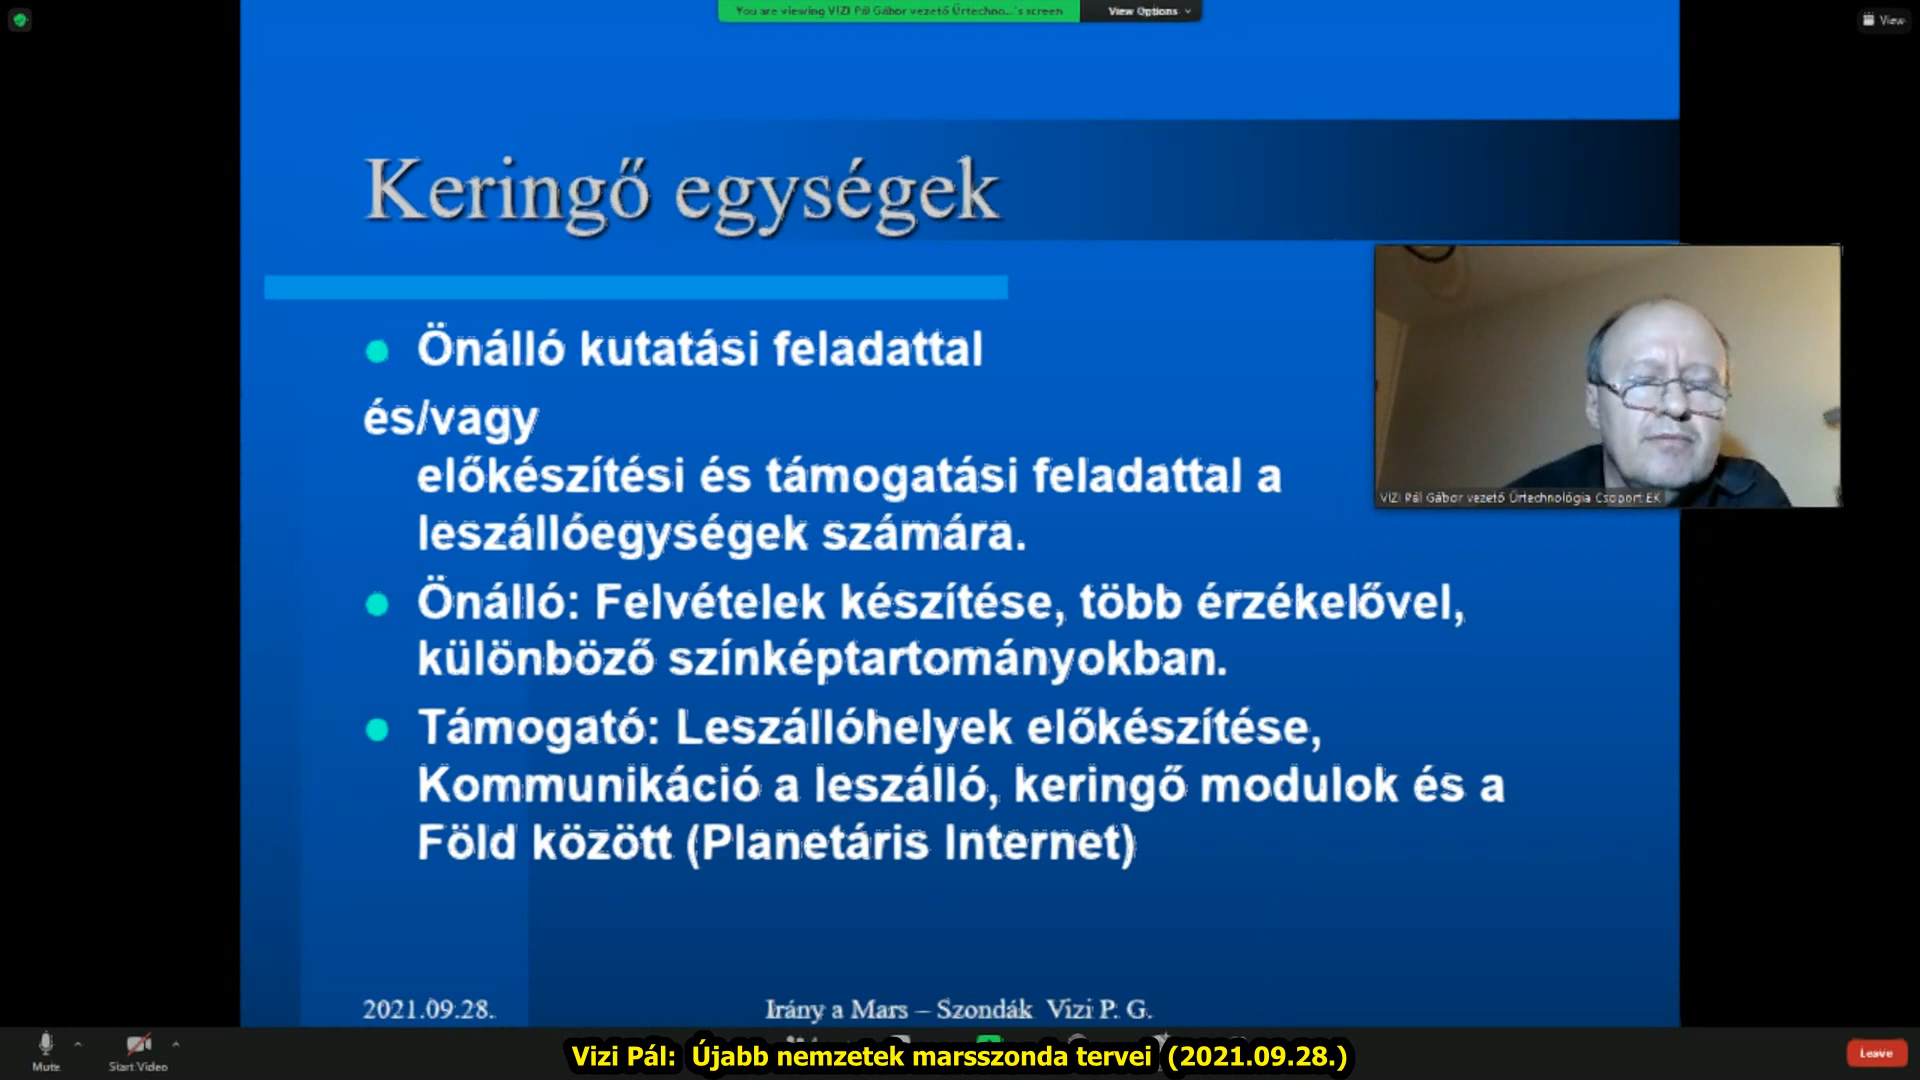 You are viewing VIZI Pál Gábor vezető Űrtechno...'s screen
View Options
View
Keringő egységek
Önálló kutatási feladattal
és/vagy
előkészítési és támogatási feladattal a
leszállóegységek számára.
VIZI Pál Gábor vezető Űrtechnológia Csoport EK
Önálló: Felvételek készítése, több érzékelővel,
különböző színképtartományokban.
Támogató: Leszállóhelyek előkészítése,
Kommunikáció a leszálló, keringő modulok és a
Föld között (Planetáris Internet)
2021.09.28.
Irány a Mars – Szondák Vizi P. G.
Mute
Start Video
Vizi Pál: Újabb nemzetek marsszonda tervei (2021.09.28.)
Leave